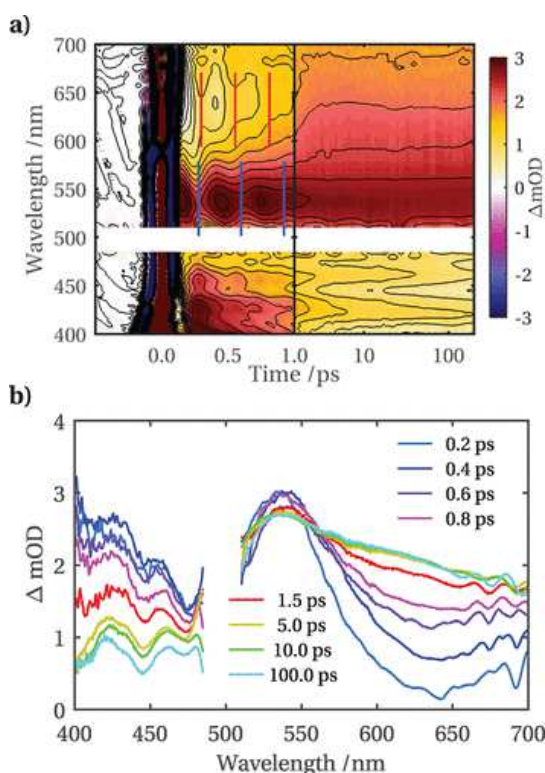 a)
700
650
600
550
500
450
400
Wavelength /nm
0.0
0.5
1.0
10
100
Time /ps
3
2
1
0
-1
-2
-3
ΔmOD
b)
4
3
2
1
0
Δ mOD
0.2 ps
0.4 ps
0.6 ps
0.8 ps
1.5 ps
5.0 ps
10.0 ps
100.0 ps
400
450
500
550
600
650
700
Wavelength /nm